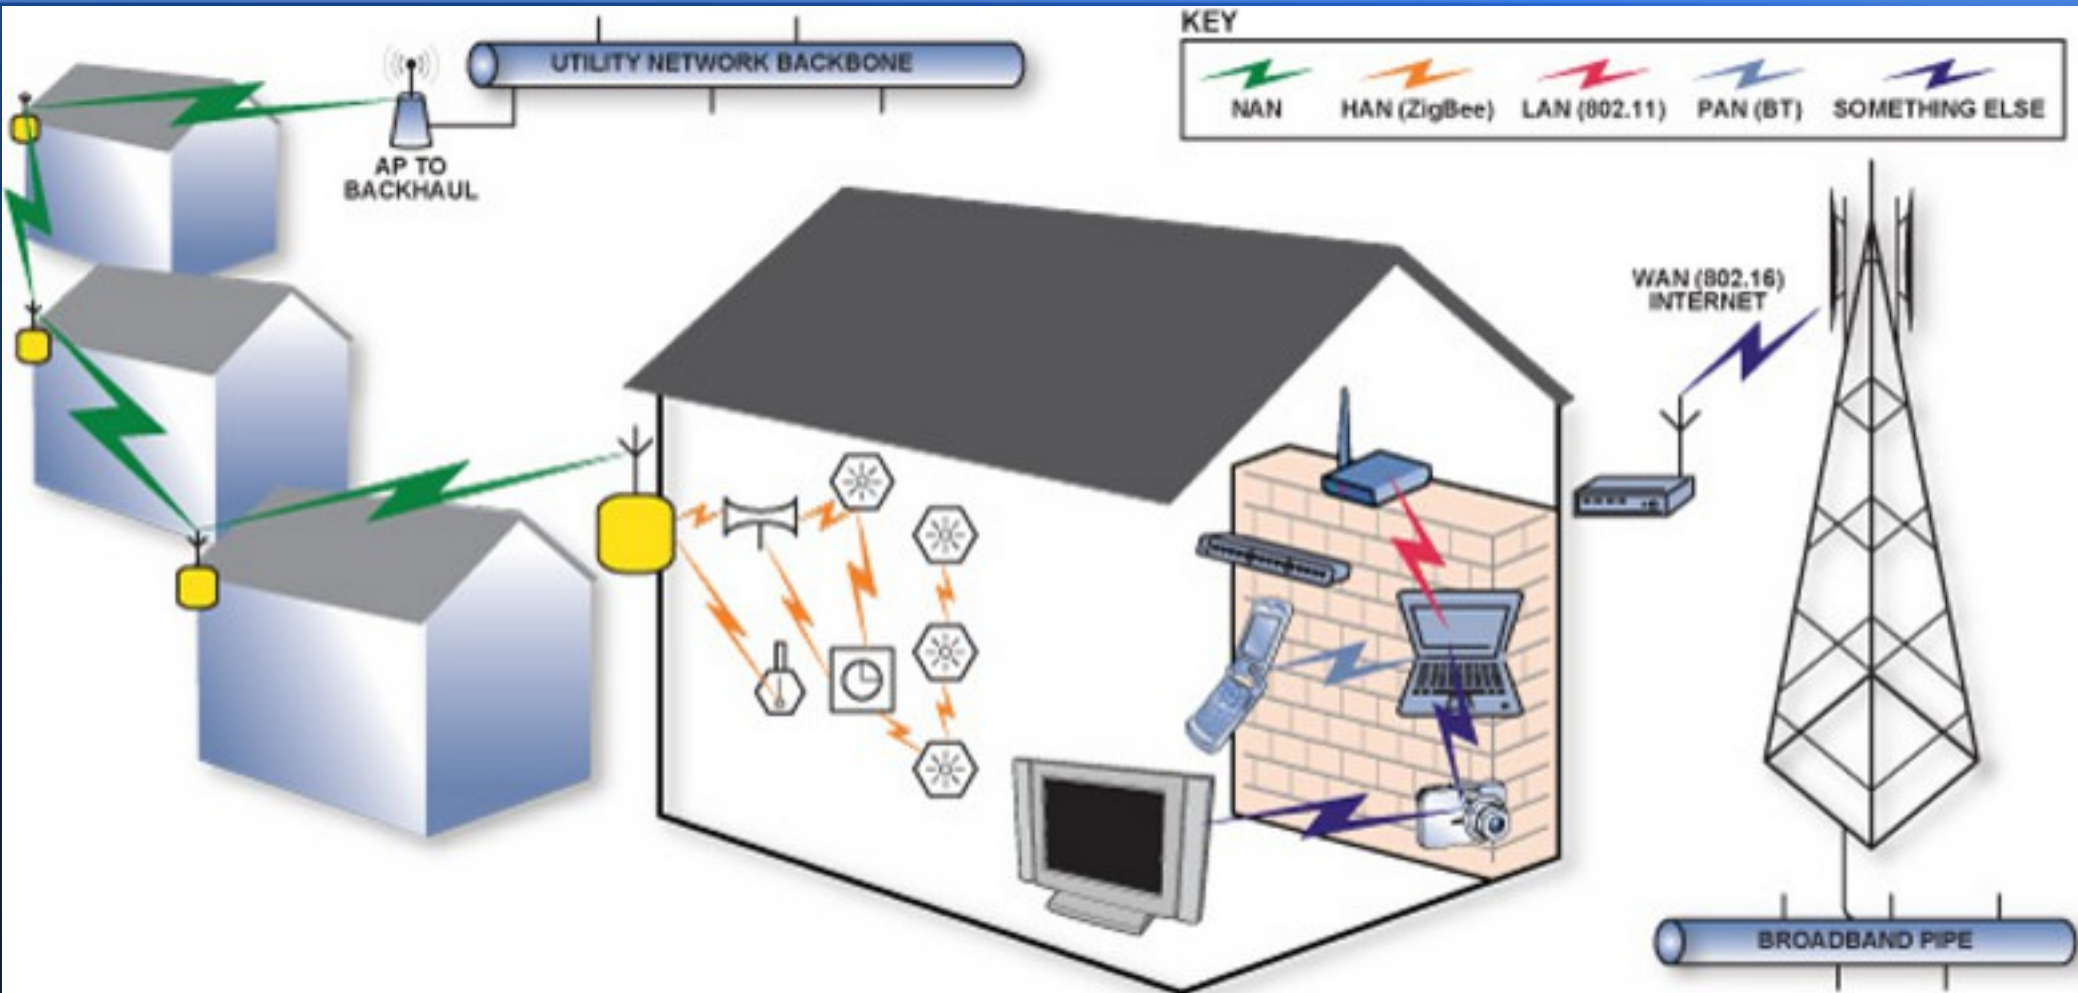 UTILITY NETWORK BACKBONE
KEY
NAN
HAN (ZigBee)
LAN (802.11)
PAN (BT)
SOMETHING ELSE
AP TO
BACKHAUL
WAN (802.16)
INTERNET
BROADBAND PIPE